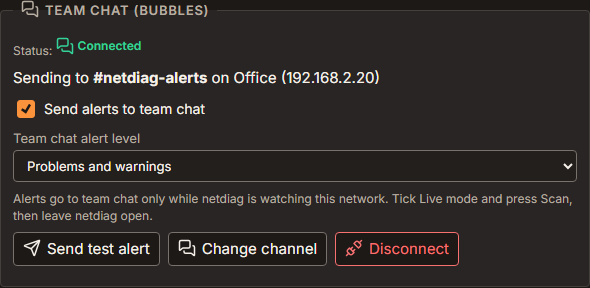 TEAM CHAT (BUBBLES)
Status: Connected
Sending to #netdiag-alerts on Office (192.168.2.20)
Send alerts to team chat
Team chat alert level
Problems and warnings
Alerts go to team chat only while netdiag is watching this network. Tick Live mode and press Scan,
then leave netdiag open.
Send test alert Change channel Disconnect